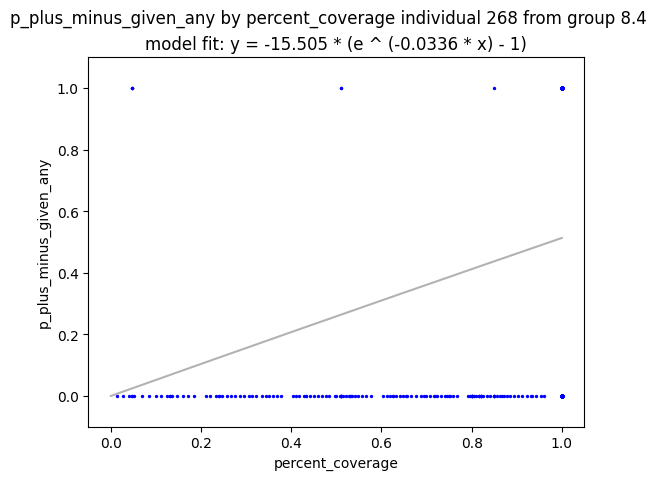 p_plus_minus_given_any by percent_coverage individual 268 from group 8.4
model fit: y = -15.505 * (e ^ (-0.0336 * x) - 1)
1.0
0.8
0.6
0.4
0.2
0.0
p_plus_minus_given_any
0.0 0.2 0.4 0.6 0.8 1.0
percent_coverage